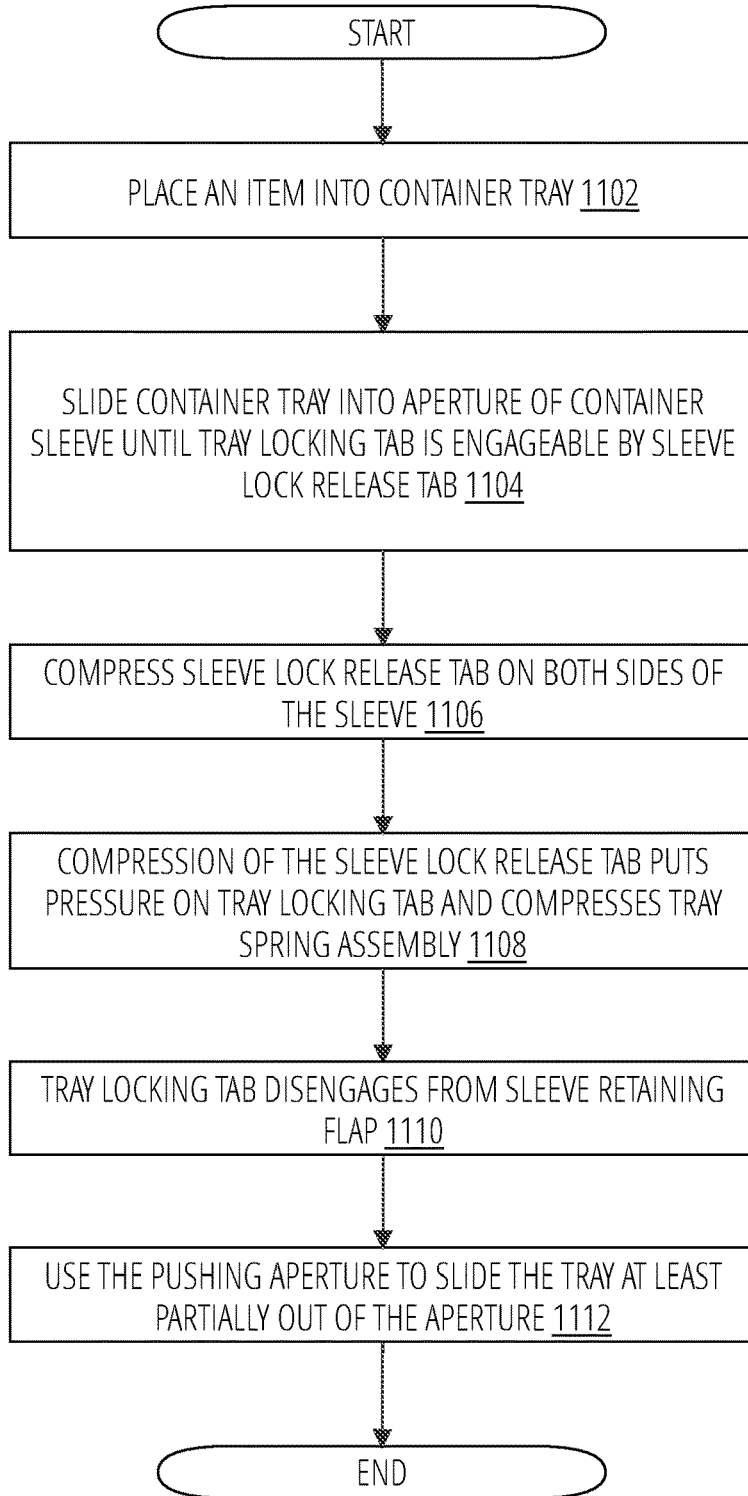 START
PLACE AN ITEM INTO CONTAINER TRAY 1102
SLIDE CONTAINER TRAY INTO APERTURE OF CONTAINER
SLEEVE UNTIL TRAY LOCKING TAB IS ENGAGEABLE BY SLEEVE
LOCK RELEASE TAB 1104
COMPRESS SLEEVE LOCK RELEASE TAB ON BOTH SIDES OF
THE SLEEVE 1106
COMPRESSION OF THE SLEEVE LOCK RELEASE TAB PUTS
PRESSURE ON TRAY LOCKING TAB AND COMPRESSES TRAY
SPRING ASSEMBLY 1108
TRAY LOCKING TAB DISENGAGES FROM SLEEVE RETAINING
FLAP 1110
USE THE PUSHING APERTURE TO SLIDE THE TRAY AT LEAST
PARTIALLY OUT OF THE APERTURE 1112
END